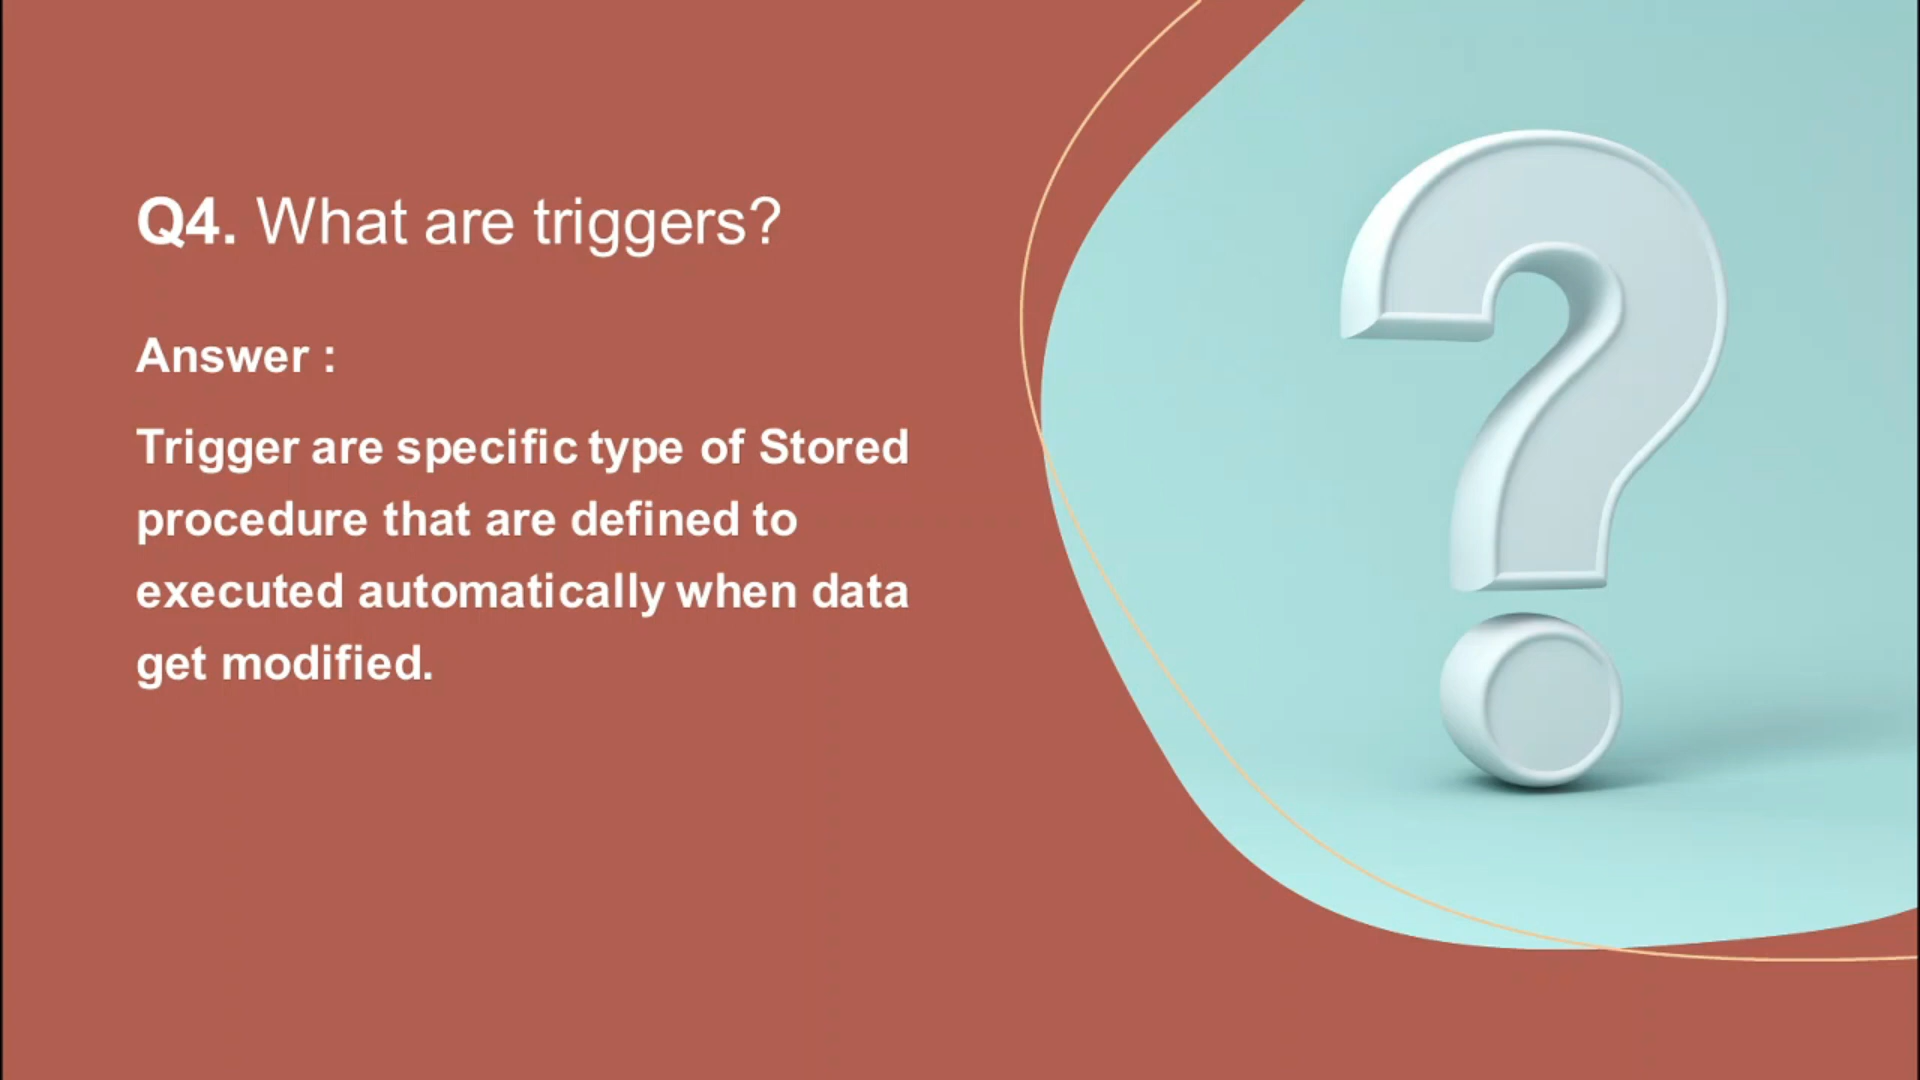 Q4. What are triggers?
Answer :
Trigger are specific type of Stored
procedure that are defined to
executed automatically when data
get modified.